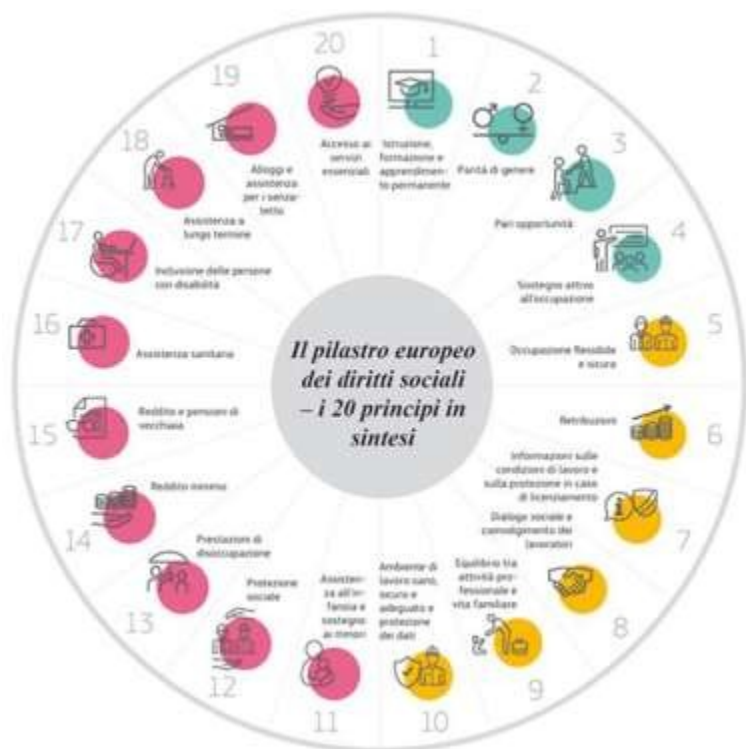 Il pilastro europeo
dei diritti sociali
– i 20 principi in
sintesi
1
Istruzione,
formazione e
apprendimen-
to permanente
2
Parità di genere
3
Pari opportunità
4
Sostegno attivo
all'occupazione
5
Occupazione flessibile
e sicura
6
Retribuzioni
7
Informazioni sulle
condizioni di lavoro e
sulla protezione in caso
di licenziamento
8
Dialogo sociale e
coinvolgimento dei
lavoratori
9
Equilibrio tra
attività pro-
fessionale e
vita familiare
10
Ambiente di
lavoro sano,
sicuro e
adeguato e
protezione
dei dati
11
Assisten-
za all'in-
fanzia e
sostegno
ai minori
12
Protezione
sociale
13
Prestazioni di
disoccupazione
14
Reddito minimo
15
Reddito e pensioni di
vecchiaia
16
Assistenza sanitaria
17
Inclusione delle persone
con disabilità
18
Assistenza a
lungo termine
19
Alloggi e
assistenza
per i senza-
tetto
20
Accesso ai
servizi
essenziali